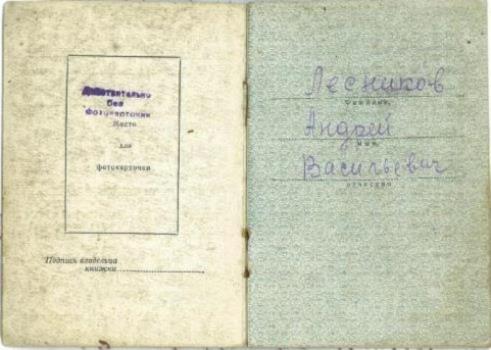 Действительно
без
фотокарточки
Место
для
фотокарточки
Подпись владельца
книжки
Лесников
фамилия
Андрей
имя
Васильевич
отчество